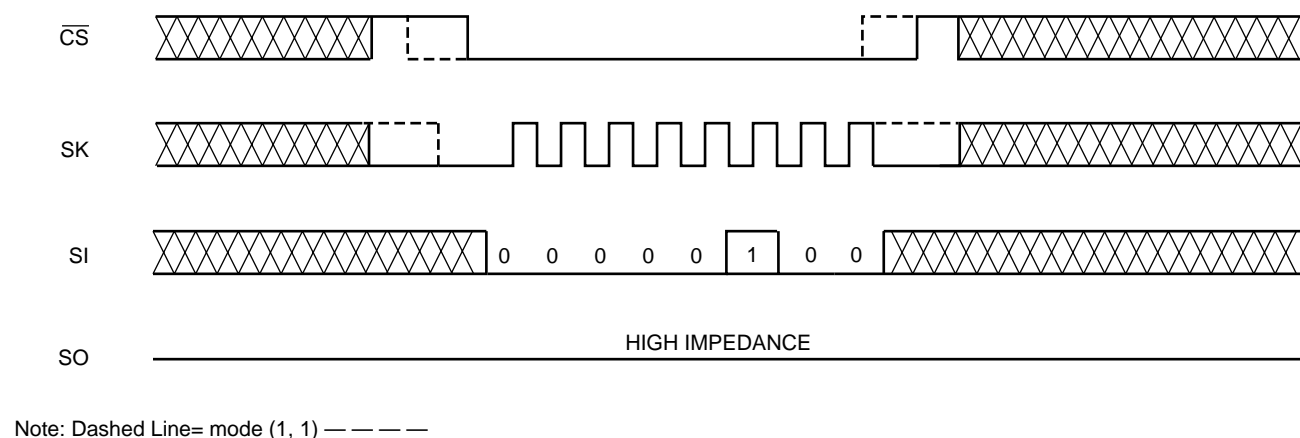 CS
SK
SI
0 0 0 0 0 1 0 0
SO
HIGH IMPEDANCE
Note: Dashed Line= mode (1, 1) — — — —